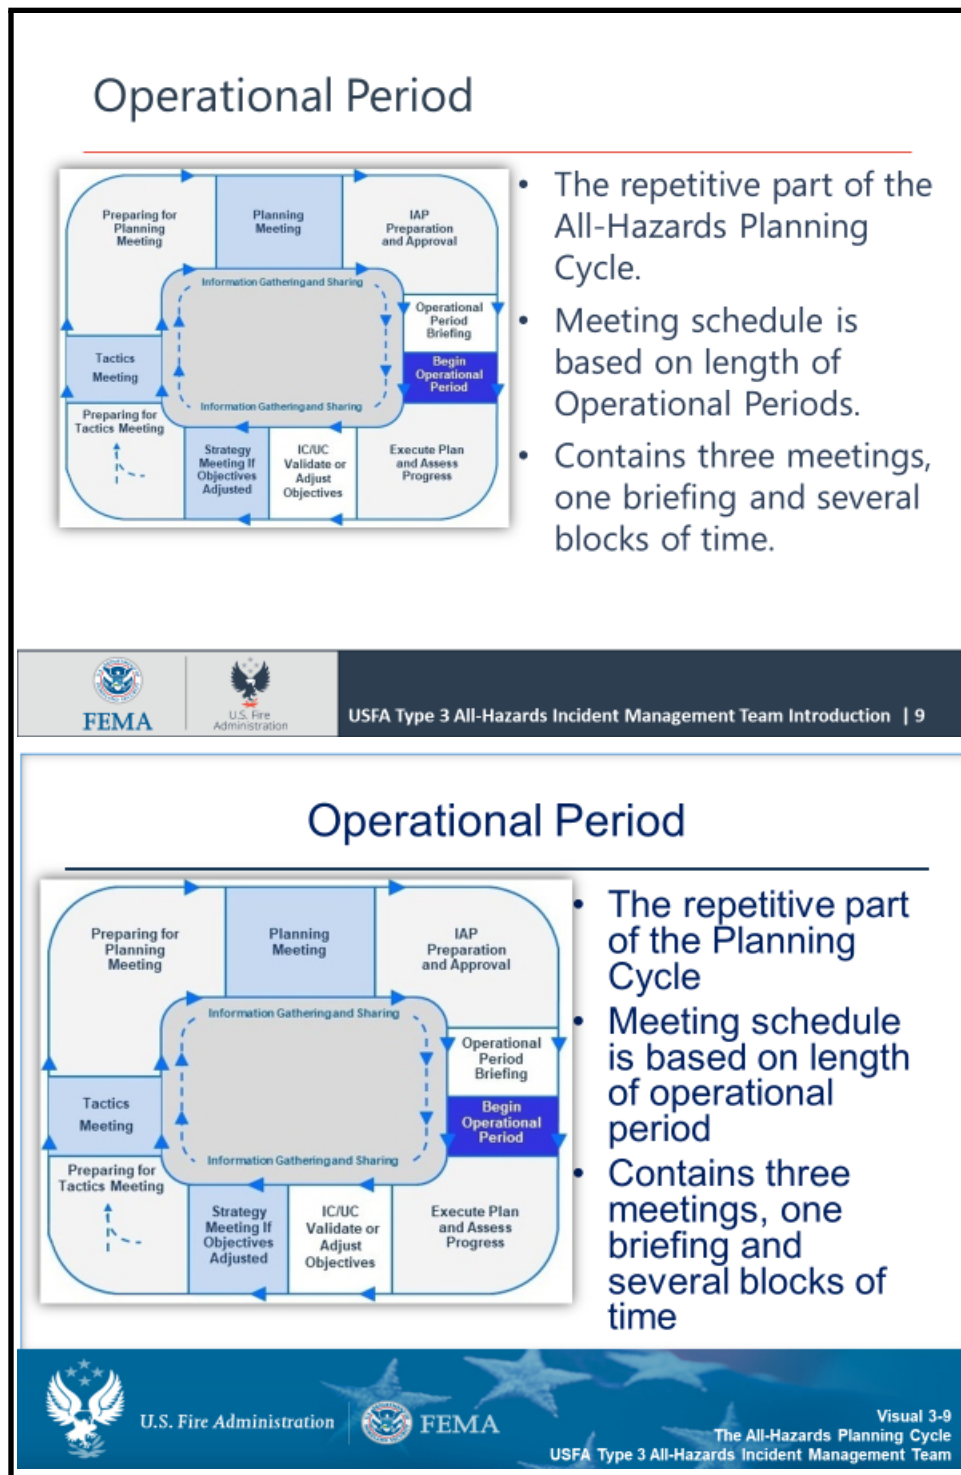 Operational Period
Preparing for
Planning
Meeting
Planning
Meeting
IAP
Preparation
and Approval
Information Gathering and Sharing
Operational
Period
Briefing
Tactics
Meeting
Begin
Operational
Period
Information Gathering and Sharing
Preparing for
Tactics Meeting
Strategy
Meeting If
Objectives
Adjusted
IC/UC
Validate or
Adjust
Objectives
Execute Plan
and Assess
Progress
• The repetitive part of the
All-Hazards Planning
Cycle.
• Meeting schedule is
based on length of
Operational Periods.
• Contains three meetings,
one briefing and several
blocks of time.
FEMA
U.S. Fire
Administration
USFA Type 3 All-Hazards Incident Management Team Introduction | 9
Operational Period
Preparing for
Planning
Meeting
Planning
Meeting
IAP
Preparation
and Approval
Information Gathering and Sharing
Operational
Period
Briefing
Tactics
Meeting
Begin
Operational
Period
Information Gathering and Sharing
Preparing for
Tactics Meeting
Strategy
Meeting If
Objectives
Adjusted
IC/UC
Validate or
Adjust
Objectives
Execute Plan
and Assess
Progress
• The repetitive part
of the Planning
Cycle
• Meeting schedule
is based on length
of operational
period
• Contains three
meetings, one
briefing and
several blocks of
time
U.S. Fire Administration
FEMA
Visual 3-9
The All-Hazards Planning Cycle
USFA Type 3 All-Hazards Incident Management Team